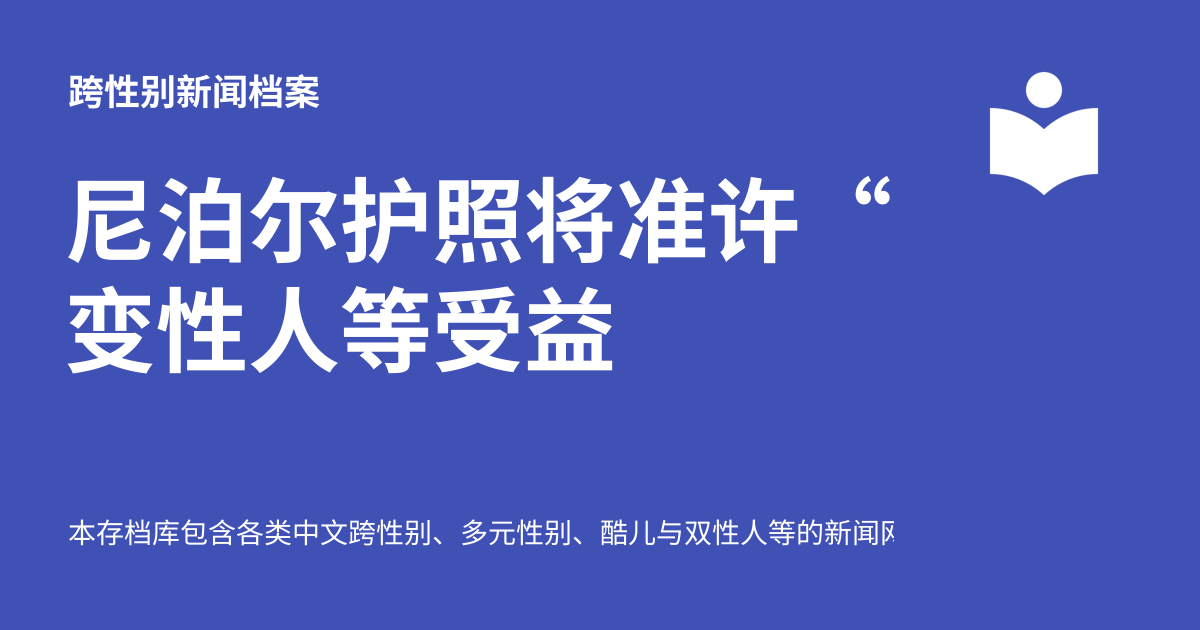 跨性别新闻档案
尼泊尔护照将准许 “
变性人等受益
本存档库包含各类中文跨性别、多元性别、酷儿与双性人等的新闻